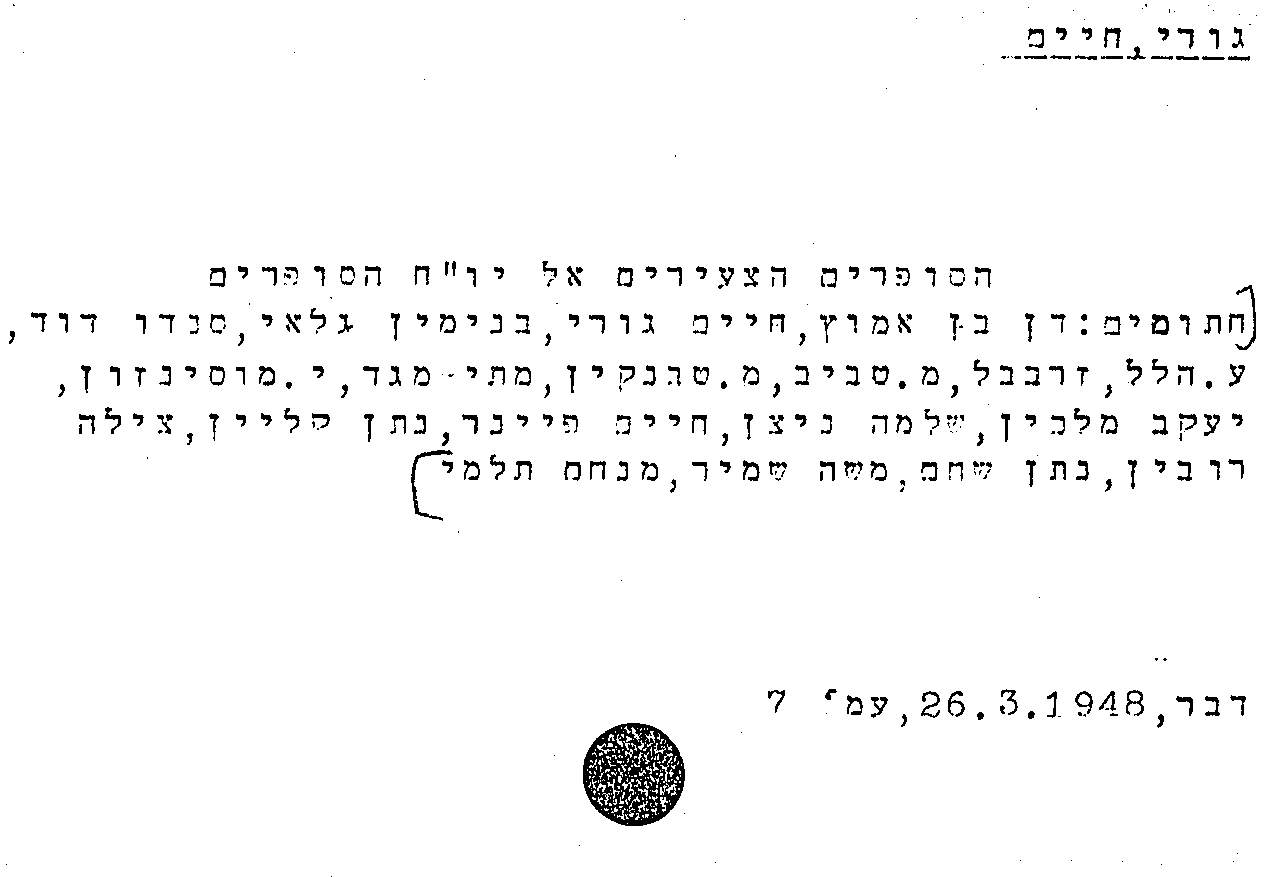 גורי,חיים
הסופרים הצעירים אל יו"ח הסופרים
[חתומים:דן בן אמוץ,חיים גורי,בנימין גלאי,סנדו דוד,
ע.הלל,זרבבל,מ.טביב,מ.טבנקין,מתי מגד,י.מוסינזון,
יעקב מלכין,שלמה ניצן,חיים פיינר,נתן קליין,צילה
רובין,נתן שחם,משה שמיר,מנחם תלמי]
דבר,26.3.1948,עמ' 7